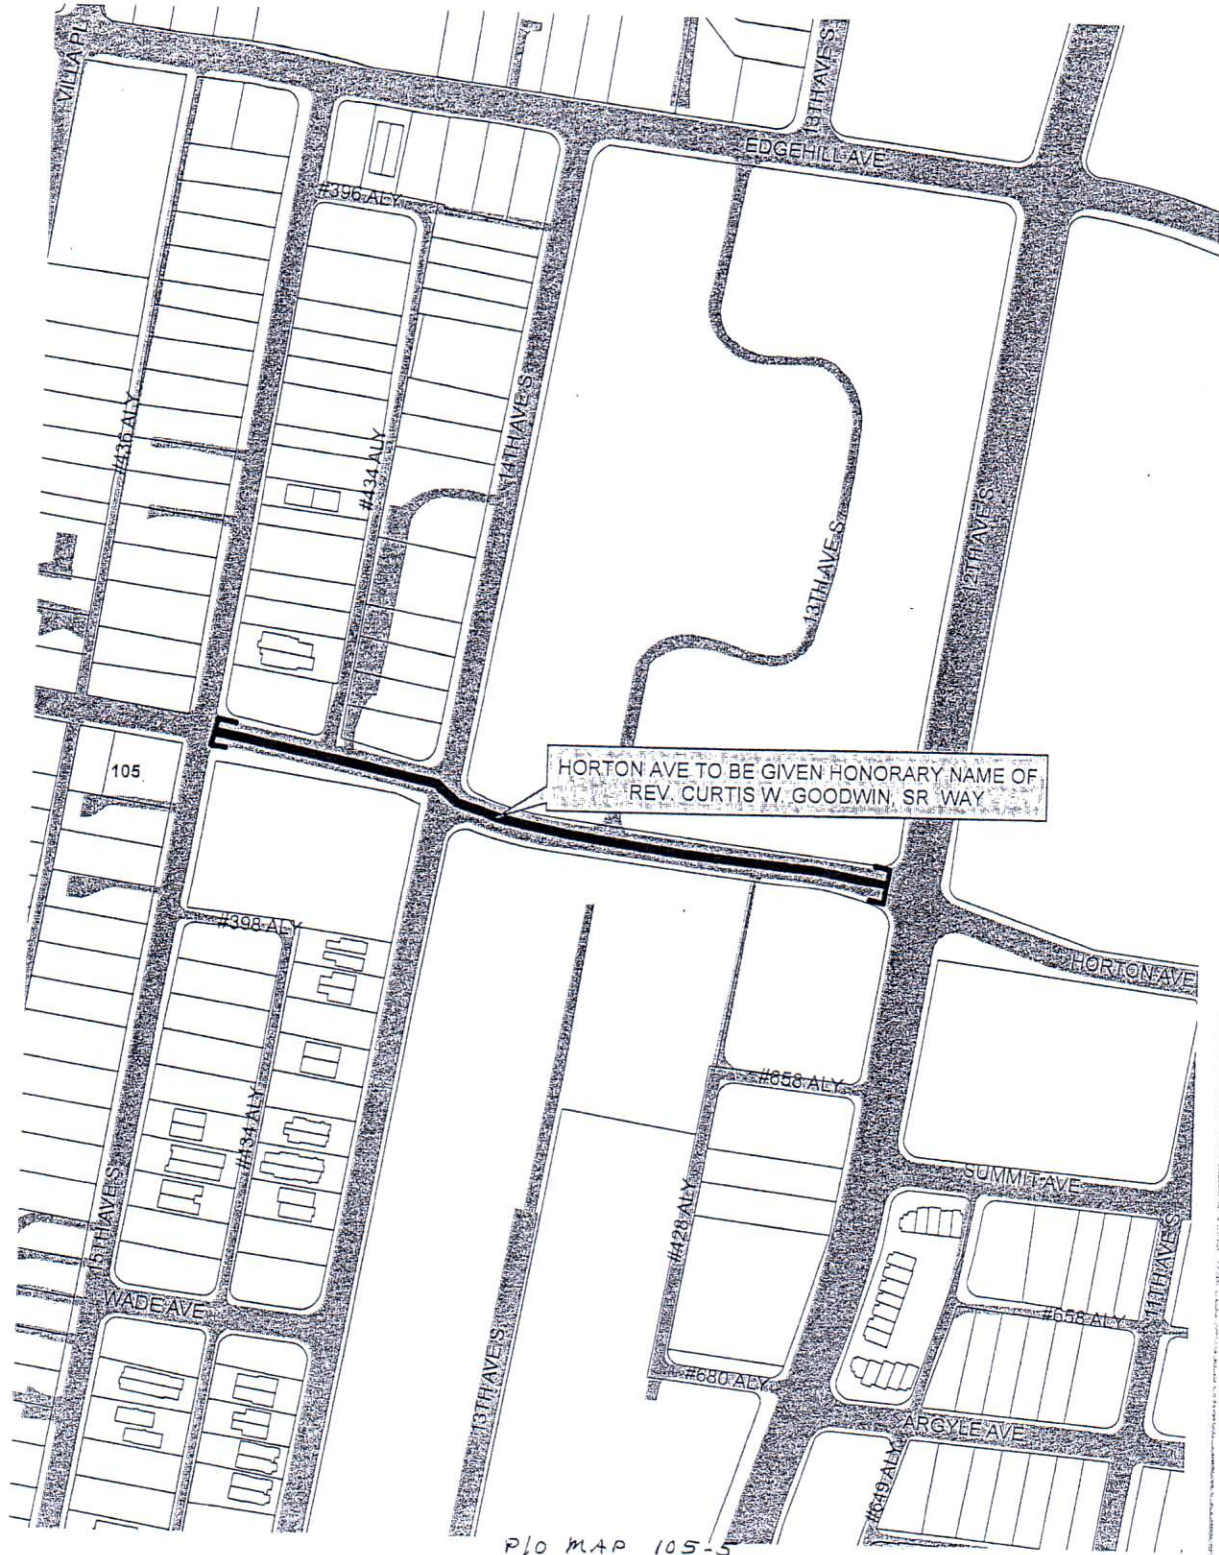 VILLA PL
13TH AVE S
EDGEHILL AVE
#396 ALY
#436 ALY
#434 ALY
14TH AVE S
13TH AVE S
12TH AVE S
HORTON AVE TO BE GIVEN HONORARY NAME OF
REV. CURTIS W. GOODWIN, SR. WAY
105
#398 ALY
HORTON AVE
#658 ALY
#434 ALY
SUMMIT AVE
#428 ALY
15TH AVE S
11TH AVE S
WADE AVE
#658 ALY
13TH AVE S
#680 ALY
ARGYLE AVE
#649 ALY
P/O MAP 105-5